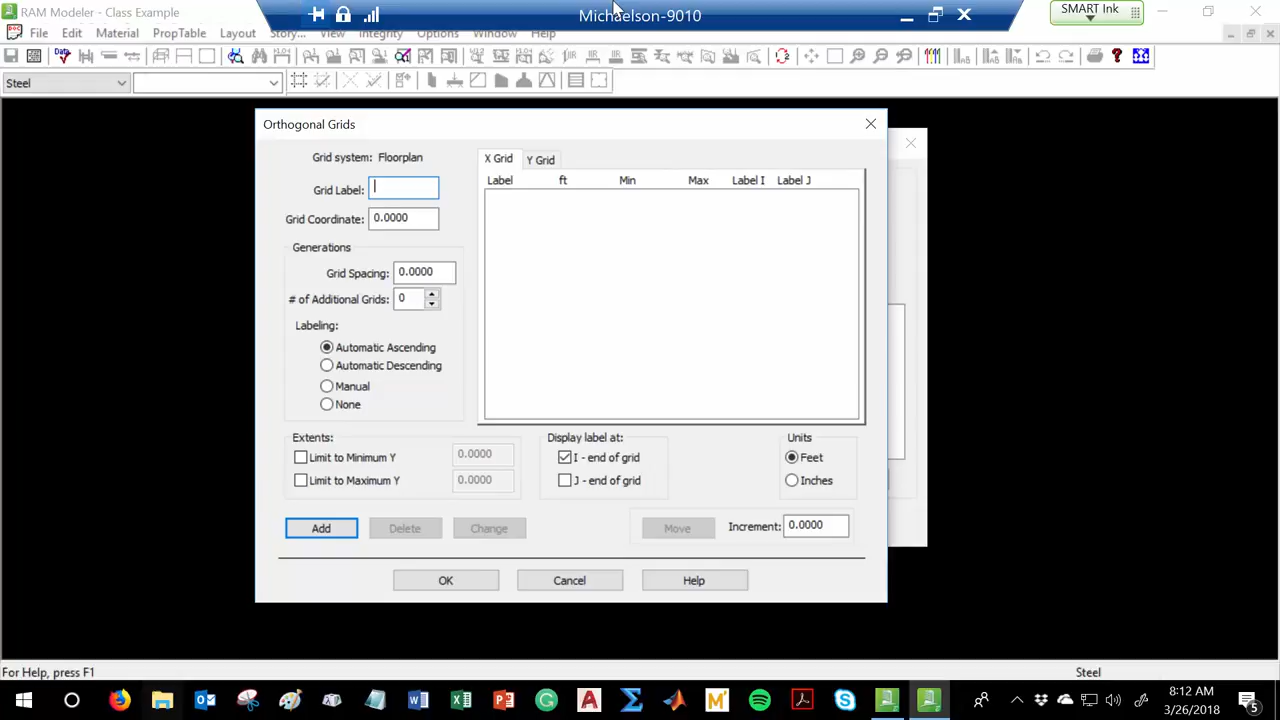 RAM Modeler - Class Example
Michaelson-9010
SMART Ink
File Edit Material PropTable Layout Story... View Integrity Options Window Help
Steel
Orthogonal Grids
Grid system: Floorplan
Grid Label:
Grid Coordinate: 0.0000
Generations
Grid Spacing: 0.0000
# of Additional Grids: 0
Labeling:
Automatic Ascending
Automatic Descending
Manual
None
X Grid Y Grid
Label ft Min Max Label I Label J
Extents:
Limit to Minimum Y 0.0000
Limit to Maximum Y 0.0000
Display label at:
I - end of grid
J - end of grid
Units
Feet
Inches
Add Delete Change Move Increment: 0.0000
OK Cancel Help
For Help, press F1
Steel
8:12 AM
3/26/2018
5